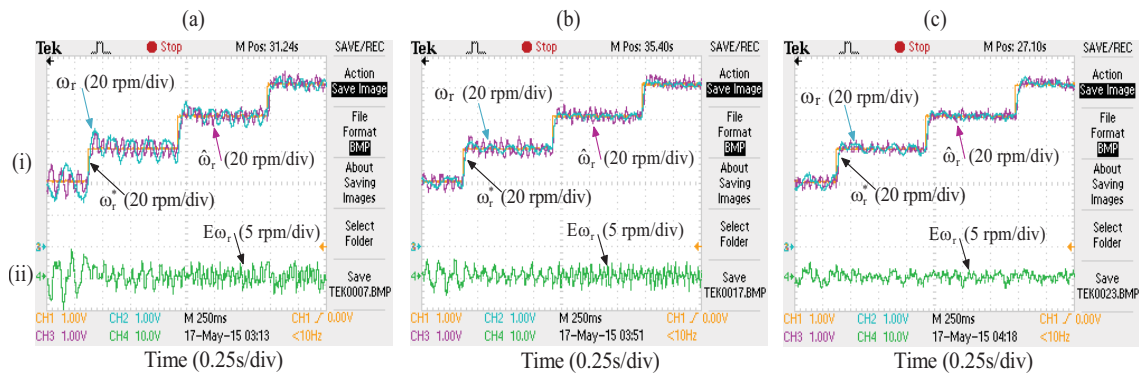 (a)
Tek Stop M Pos: 31.24s SAVE/REC
Action
Save Image
File
Format
BMP
About
Saving
Images
Select
Folder
Save
TEK0007.BMP
ωr (20 rpm/div)
ω̂r (20 rpm/div)
ωr* (20 rpm/div)
Eωr (5 rpm/div)
(i)
(ii)
3
4
CH1 1.00V CH2 1.00V M 250ms CH1 0.00V
CH3 1.00V CH4 10.0V 17-May-15 03:13 <10Hz
Time (0.25s/div)
(b)
Tek Stop M Pos: 35.40s SAVE/REC
Action
Save Image
File
Format
BMP
About
Saving
Images
Select
Folder
Save
TEK0017.BMP
ωr (20 rpm/div)
ω̂r (20 rpm/div)
ωr* (20 rpm/div)
Eωr (5 rpm/div)
3
4
CH1 1.00V CH2 1.00V M 250ms CH1 0.00V
CH3 1.00V CH4 10.0V 17-May-15 03:51 <10Hz
Time (0.25s/div)
(c)
Tek Stop M Pos: 27.10s SAVE/REC
Action
Save Image
File
Format
BMP
About
Saving
Images
Select
Folder
Save
TEK0023.BMP
ωr (20 rpm/div)
ω̂r (20 rpm/div)
ωr* (20 rpm/div)
Eωr (5 rpm/div)
3
4
CH1 1.00V CH2 1.00V M 250ms CH1 0.00V
CH3 1.00V CH4 10.0V 17-May-15 04:18 <10Hz
Time (0.25s/div)